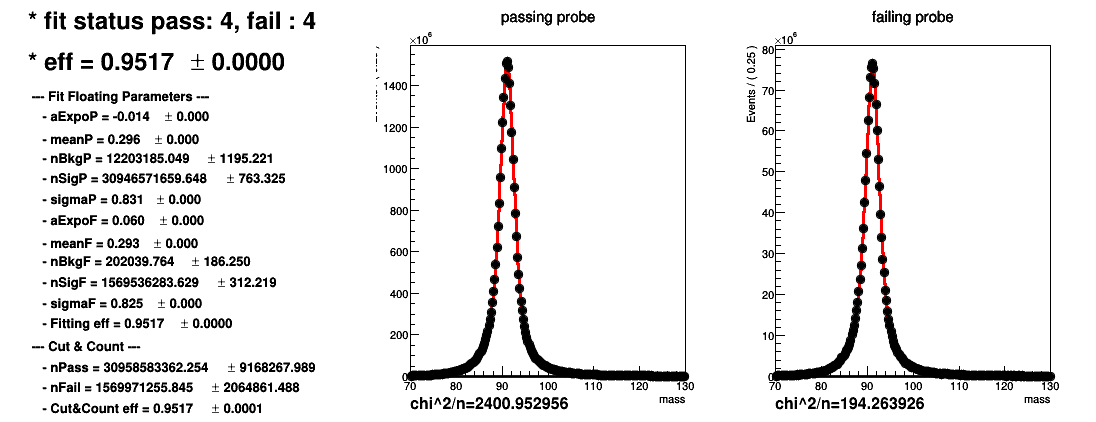 * fit status pass: 4, fail : 4
* eff = 0.9517 ± 0.0000
--- Fit Floating Parameters ---
- aExpoP = -0.014 ± 0.000
- meanP = 0.296 ± 0.000
- nBkgP = 12203185.049 ± 1195.221
- nSigP = 30946571659.648 ± 763.325
- sigmaP = 0.831 ± 0.000
- aExpoF = 0.060 ± 0.000
- meanF = 0.293 ± 0.000
- nBkgF = 202039.764 ± 186.250
- nSigF = 1569536283.629 ± 312.219
- sigmaF = 0.825 ± 0.000
- Fitting eff = 0.9517 ± 0.0000
--- Cut & Count ---
- nPass = 30958583362.254 ± 9168267.989
- nFail = 1569971255.845 ± 2064861.488
- Cut&Count eff = 0.9517 ± 0.0001
passing probe
×10⁶
1400
1200
1000
800
600
400
200
0
70 80 90 100 110 120 130
mass
chi^2/n=2400.952956
failing probe
×10⁶
Events / ( 0.25 )
80
70
60
50
40
30
20
10
0
70 80 90 100 110 120 130
mass
chi^2/n=194.263926